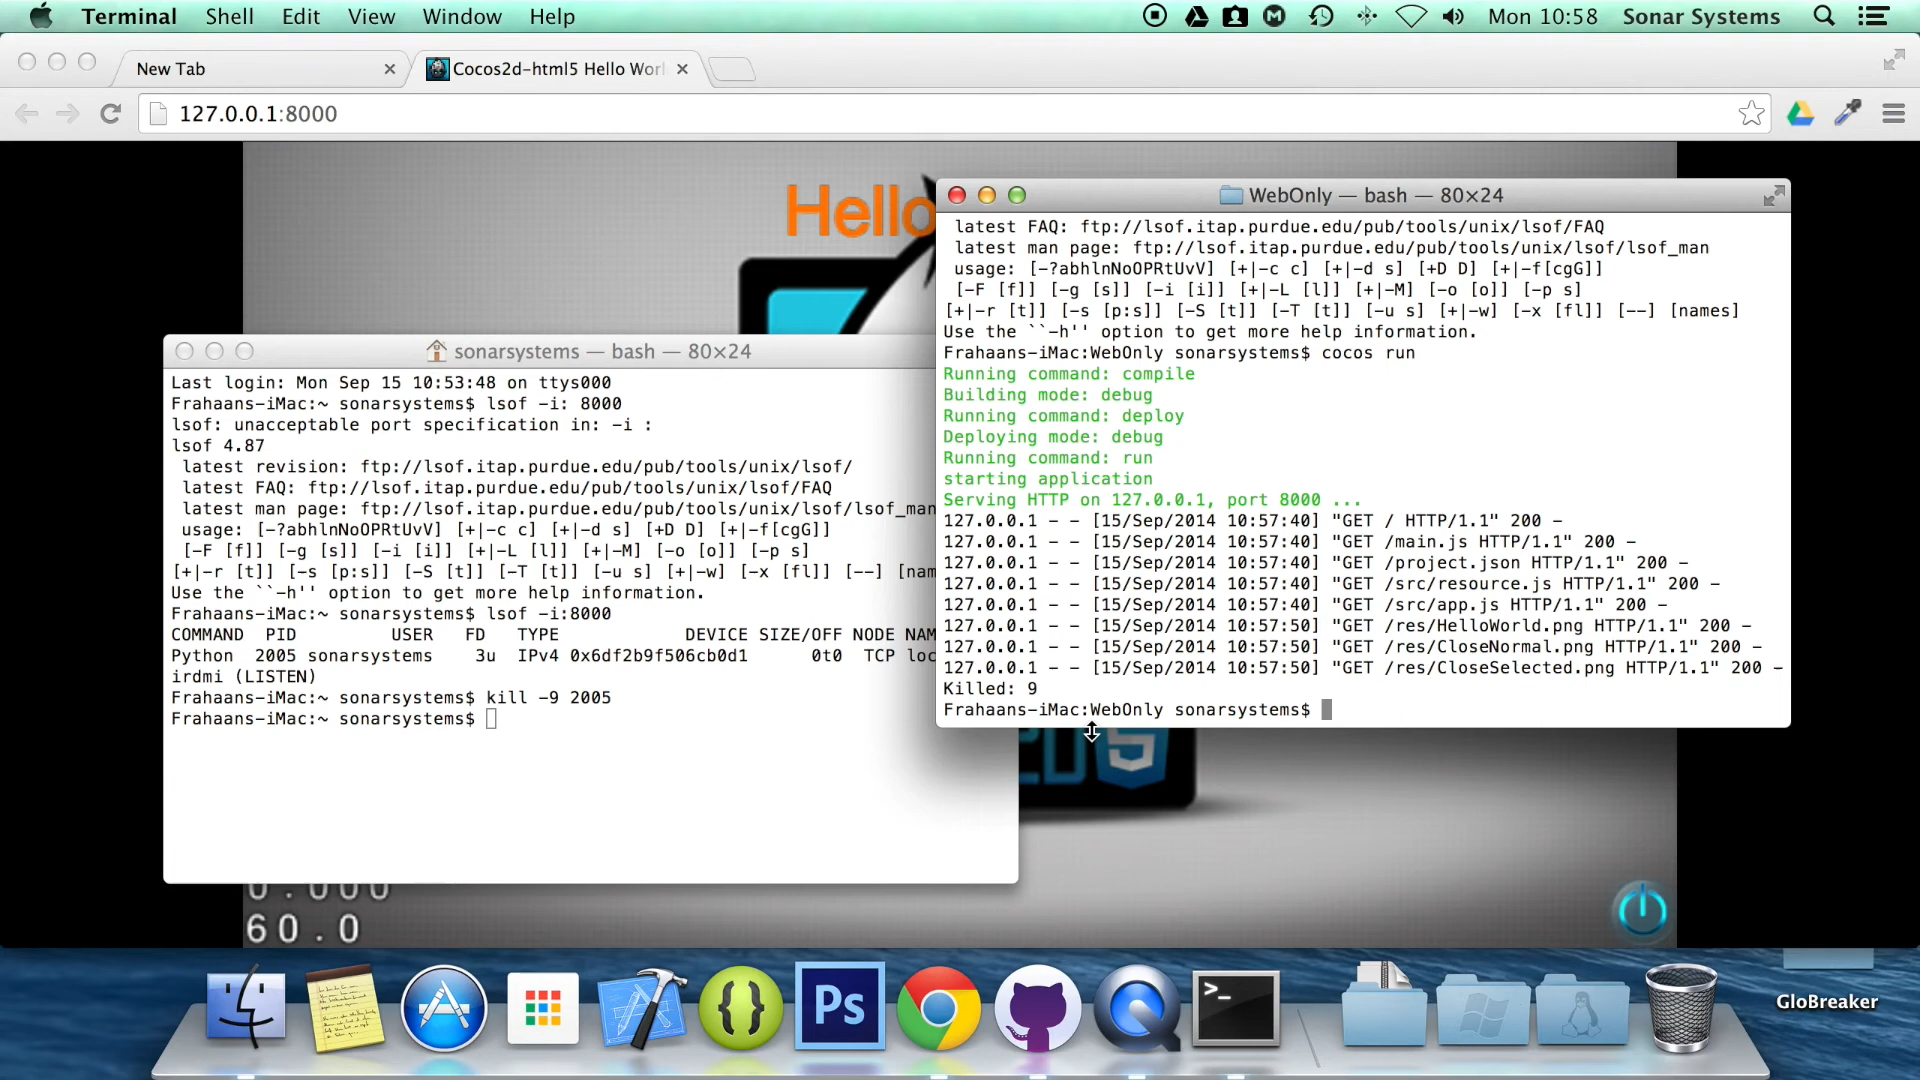 Terminal Shell Edit View Window Help Mon 10:58 Sonar Systems
New Tab Cocos2d-html5 Hello Worl
127.0.0.1:8000
Hello
WebOnly — bash — 80×24
latest FAQ: ftp://lsof.itap.purdue.edu/pub/tools/unix/lsof/FAQ
latest man page: ftp://lsof.itap.purdue.edu/pub/tools/unix/lsof/lsof_man
usage: [-?abhlnNoOPRtUvV] [+|-c c] [+|-d s] [+D D] [+|-f[cgG]]
[-F [f]] [-g [s]] [-i [i]] [+|-L [l]] [+|-M] [-o [o]] [-p s]
[+|-r [t]] [-s [p:s]] [-S [t]] [-T [t]] [-u s] [+|-w] [-x [fl]] [--] [names]
Use the ``-h'' option to get more help information.
Frahaans-iMac:WebOnly sonarsystems$ cocos run
Running command: compile
Building mode: debug
Running command: deploy
Deploying mode: debug
Running command: run
starting application
Serving HTTP on 127.0.0.1, port 8000 ...
127.0.0.1 - - [15/Sep/2014 10:57:40] "GET / HTTP/1.1" 200 -
127.0.0.1 - - [15/Sep/2014 10:57:40] "GET /main.js HTTP/1.1" 200 -
127.0.0.1 - - [15/Sep/2014 10:57:40] "GET /project.json HTTP/1.1" 200 -
127.0.0.1 - - [15/Sep/2014 10:57:40] "GET /src/resource.js HTTP/1.1" 200 -
127.0.0.1 - - [15/Sep/2014 10:57:40] "GET /src/app.js HTTP/1.1" 200 -
127.0.0.1 - - [15/Sep/2014 10:57:50] "GET /res/HelloWorld.png HTTP/1.1" 200 -
127.0.0.1 - - [15/Sep/2014 10:57:50] "GET /res/CloseNormal.png HTTP/1.1" 200 -
127.0.0.1 - - [15/Sep/2014 10:57:50] "GET /res/CloseSelected.png HTTP/1.1" 200 -
Killed: 9
Frahaans-iMac:WebOnly sonarsystems$
sonarsystems — bash — 80×24
Last login: Mon Sep 15 10:53:48 on ttys000
Frahaans-iMac:~ sonarsystems$ lsof -i: 8000
lsof: unacceptable port specification in: -i :
lsof 4.87
latest revision: ftp://lsof.itap.purdue.edu/pub/tools/unix/lsof/
latest FAQ: ftp://lsof.itap.purdue.edu/pub/tools/unix/lsof/FAQ
latest man page: ftp://lsof.itap.purdue.edu/pub/tools/unix/lsof/lsof_man
usage: [-?abhlnNoOPRtUvV] [+|-c c] [+|-d s] [+D D] [+|-f[cgG]]
[-F [f]] [-g [s]] [-i [i]] [+|-L [l]] [+|-M] [-o [o]] [-p s]
[+|-r [t]] [-s [p:s]] [-S [t]] [-T [t]] [-u s] [+|-w] [-x [fl]] [--] [nam
Use the ``-h'' option to get more help information.
Frahaans-iMac:~ sonarsystems$ lsof -i:8000
COMMAND PID USER FD TYPE DEVICE SIZE/OFF NODE NAM
Python 2005 sonarsystems 3u IPv4 0x6df2b9f506cb0d1 0t0 TCP loc
irdmi (LISTEN)
Frahaans-iMac:~ sonarsystems$ kill -9 2005
Frahaans-iMac:~ sonarsystems$
0.000
60.0
Ps
GloBreaker